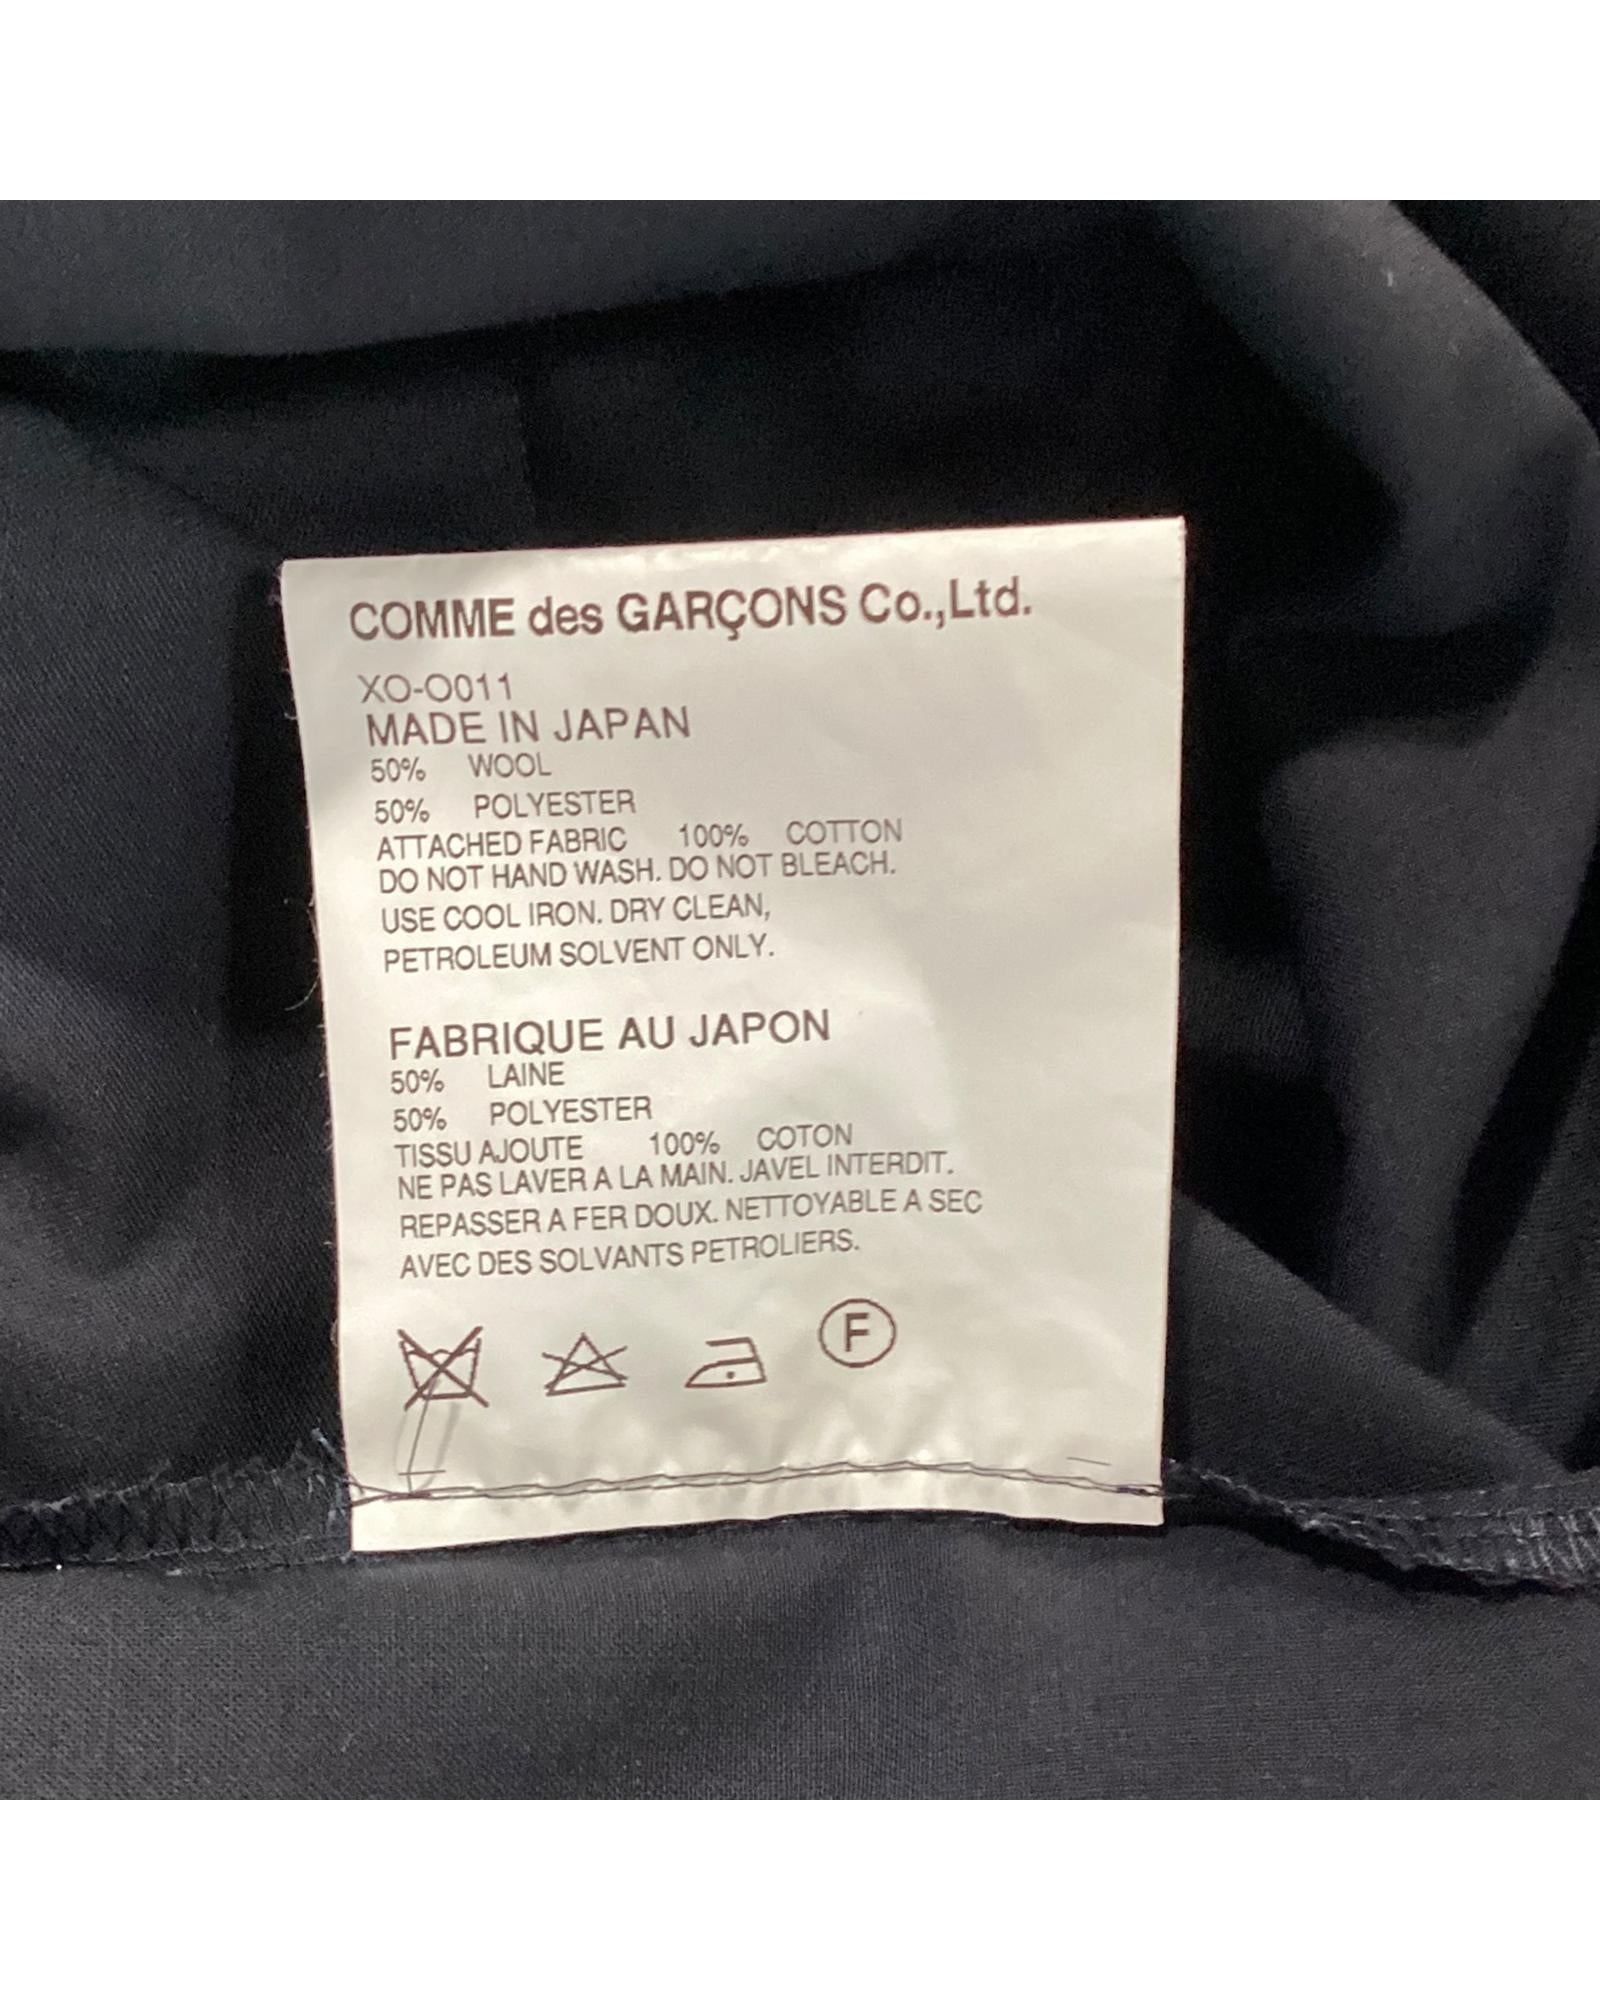 COMME des GARÇONS Co.,Ltd.
XO-O011
MADE IN JAPAN
50% WOOL
50% POLYESTER
ATTACHED FABRIC 100% COTTON
DO NOT HAND WASH. DO NOT BLEACH.
USE COOL IRON. DRY CLEAN,
PETROLEUM SOLVENT ONLY.
FABRIQUE AU JAPON
50% LAINE
50% POLYESTER
TISSU AJOUTE 100% COTON
NE PAS LAVER A LA MAIN. JAVEL INTERDIT.
REPASSER A FER DOUX. NETTOYABLE A SEC
AVEC DES SOLVANTS PETROLIERS.
F